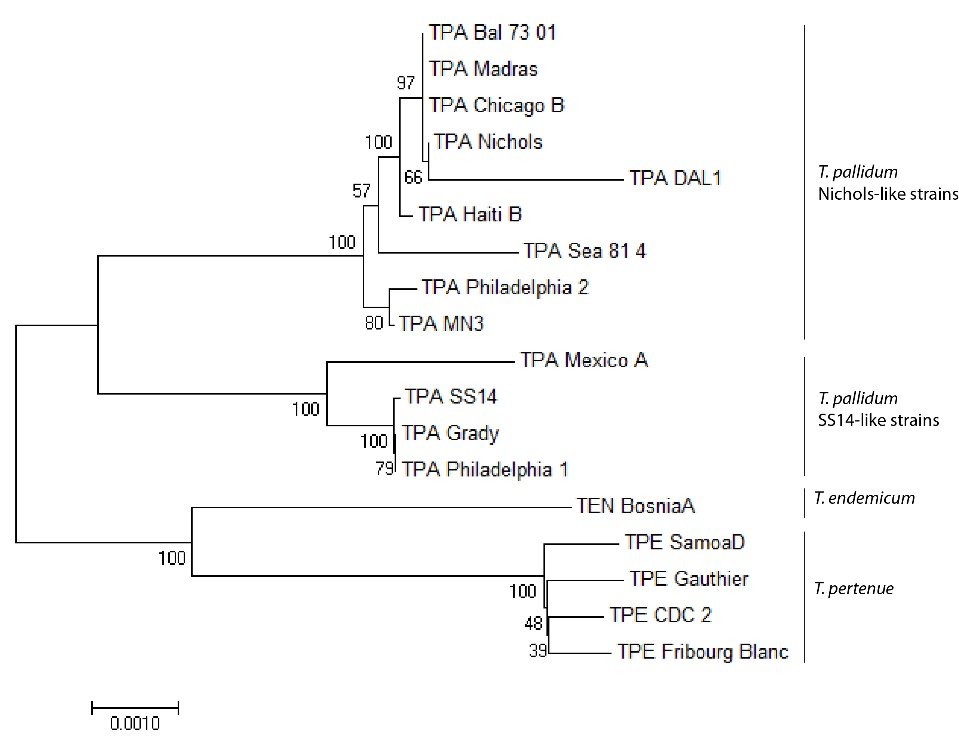 TPA Bal 73 01
TPA Madras
97
TPA Chicago B
100
TPA Nichols
66
TPA DAL1
T. pallidum
Nichols-like strains
57
TPA Haiti B
100
TPA Sea 81 4
TPA Philadelphia 2
80
TPA MN3
TPA Mexico A
100
TPA SS14
T. pallidum
SS14-like strains
TPA Grady
100
79
TPA Philadelphia 1
TEN BosniaA
T. endemicum
100
TPE SamoaD
100
TPE Gauthier
T. pertenue
48
TPE CDC 2
39
TPE Fribourg Blanc
0.0010